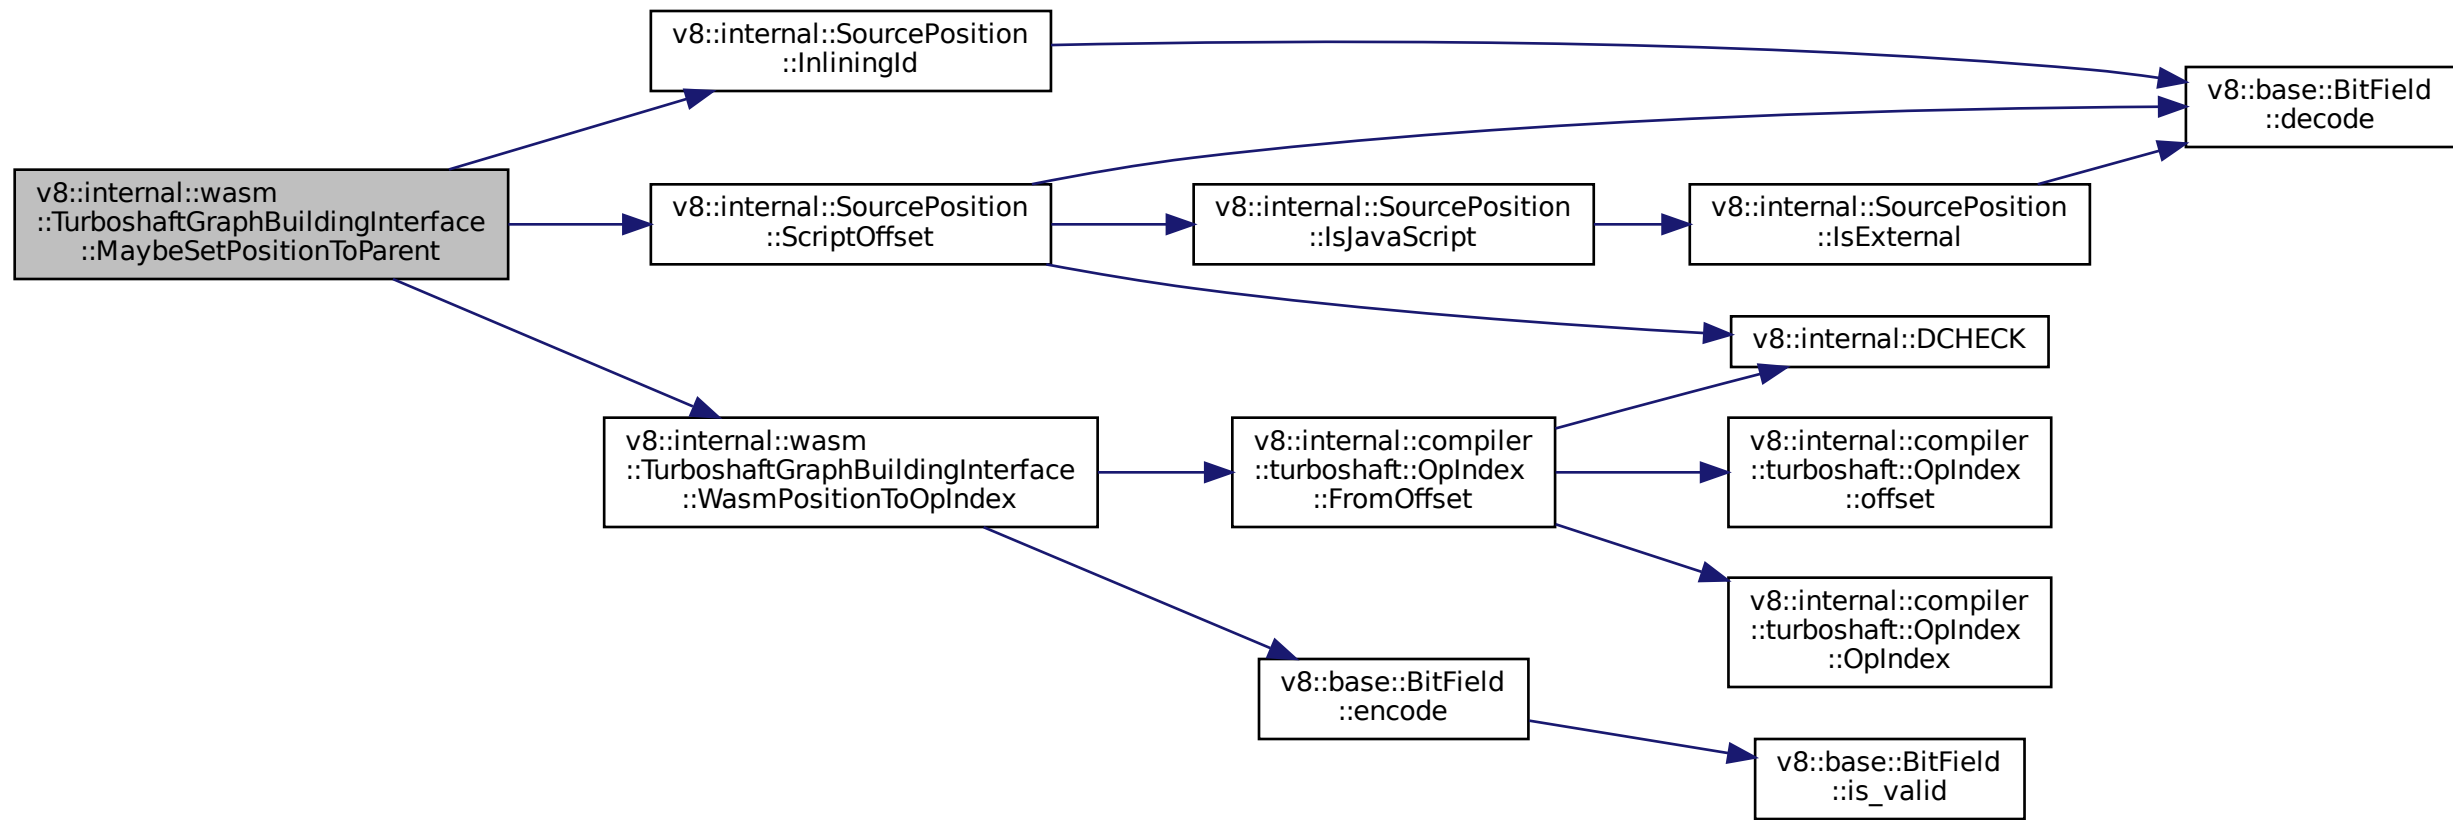 v8::internal::SourcePosition
::InliningId
v8::base::BitField
::decode
v8::internal::wasm
::TurboshaftGraphBuildingInterface
::MaybeSetPositionToParent
v8::internal::SourcePosition
::ScriptOffset
v8::internal::SourcePosition
::IsJavaScript
v8::internal::SourcePosition
::IsExternal
v8::internal::DCHECK
v8::internal::wasm
::TurboshaftGraphBuildingInterface
::WasmPositionToOpIndex
v8::internal::compiler
::turboshaft::OpIndex
::FromOffset
v8::internal::compiler
::turboshaft::OpIndex
::offset
v8::internal::compiler
::turboshaft::OpIndex
::OpIndex
v8::base::BitField
::encode
v8::base::BitField
::is_valid